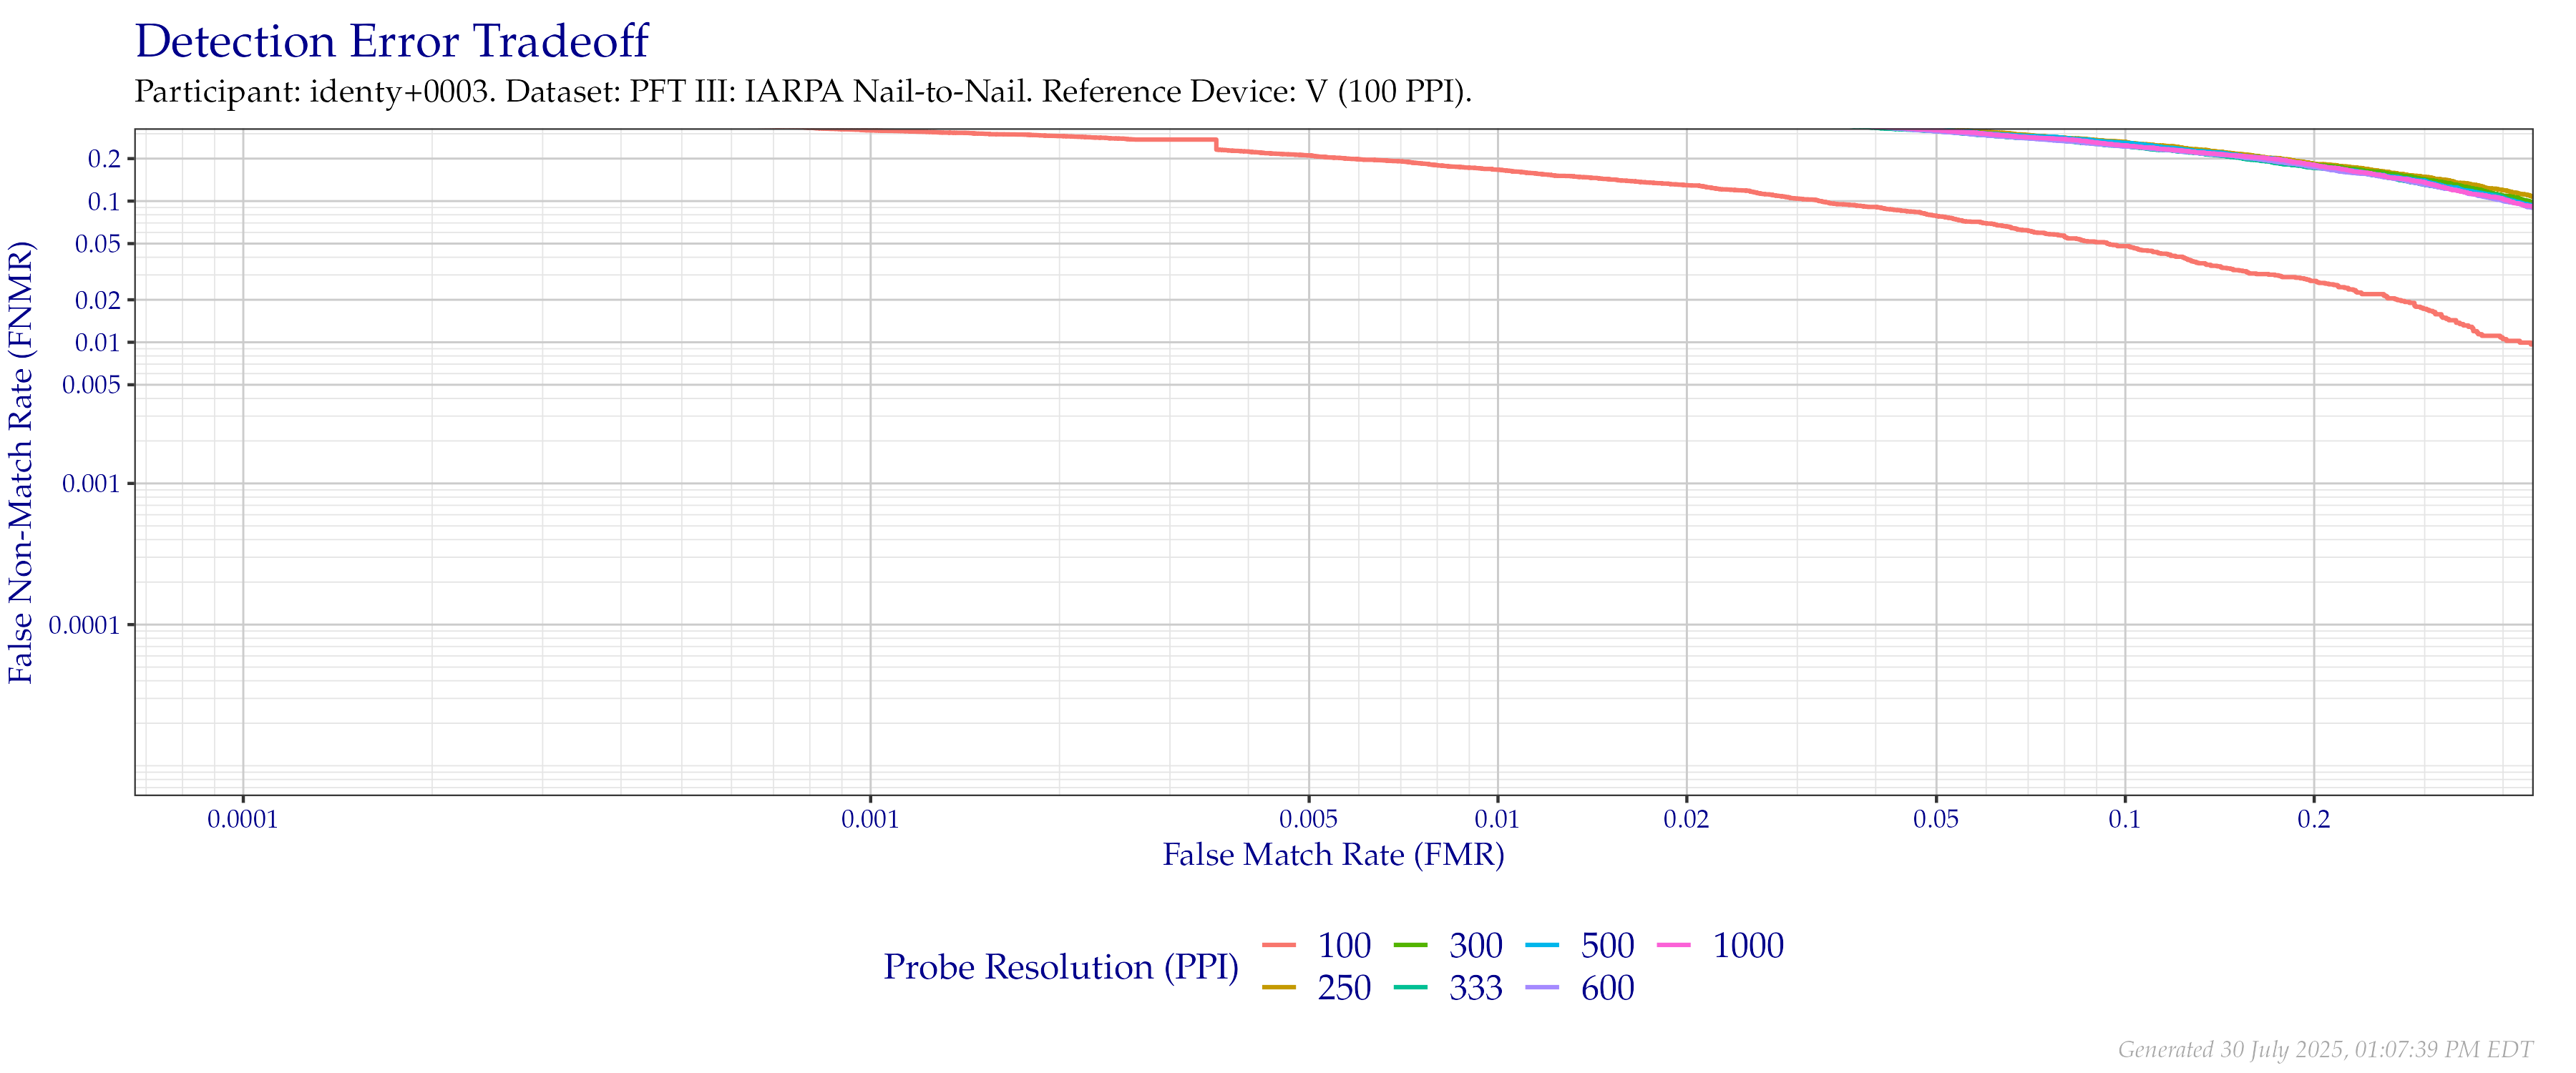 Detection Error Tradeoff
Participant: identy+0003. Dataset: PFT III: IARPA Nail-to-Nail. Reference Device: V (100 PPI).
False Non-Match Rate (FNMR)
0.2
0.1
0.05
0.02
0.01
0.005
0.001
0.0001
0.0001 0.001 0.005 0.01 0.02 0.05 0.1 0.2
False Match Rate (FMR)
Probe Resolution (PPI)
100 300 500 1000
250 333 600
Generated 30 July 2025, 01:07:39 PM EDT